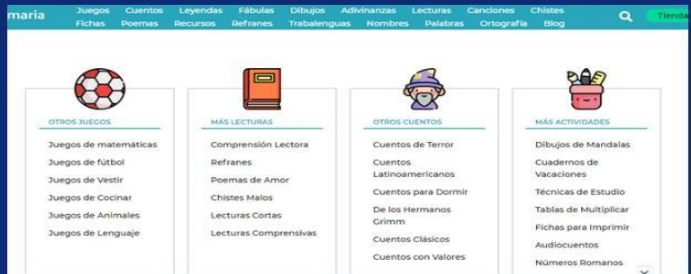 maria
Juegos Cuentos Leyendas Fábulas Dibujos Adivinanzas Lecturas Canciones Chistes
Fichas Poemas Recursos Refranes Trabalenguas Nombres Palabras Ortografía Blog
Tienda
OTROS JUEGOS
Juegos de matemáticas
Juegos de fútbol
Juegos de Vestir
Juegos de Cocinar
Juegos de Animales
Juegos de Lenguaje
MÁS LECTURAS
Comprensión Lectora
Refranes
Poemas de Amor
Chistes Malos
Lecturas Cortas
Lecturas Comprensivas
OTROS CUENTOS
Cuentos de Terror
Cuentos
Latinoamericanos
Cuentos para Dormir
De los Hermanos
Grimm
Cuentos Clásicos
Cuentos con Valores
MÁS ACTIVIDADES
Dibujos de Mandalas
Cuadernos de
Vacaciones
Técnicas de Estudio
Tablas de Multiplicar
Fichas para Imprimir
Audiocuentos
Números Romanos